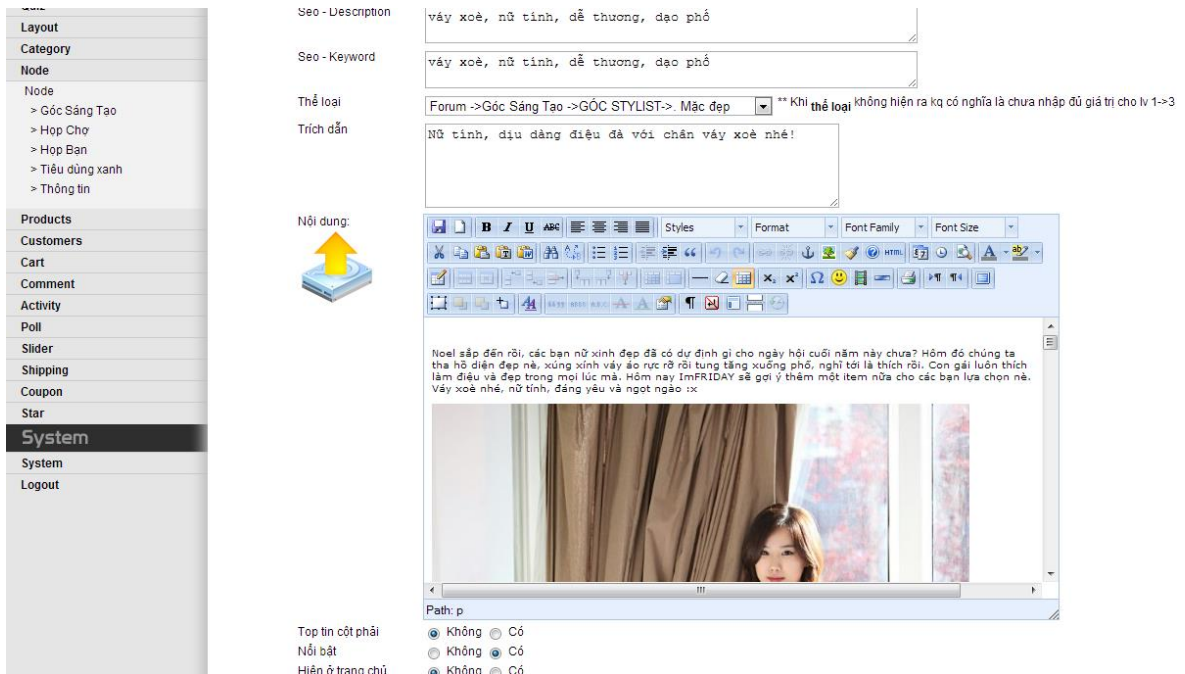 Quiz
Layout
Category
Node
Node
> Góc Sáng Tạo
> Họp Chợ
> Họp Bạn
> Tiêu dùng xanh
> Thông tin
Products
Customers
Cart
Comment
Activity
Poll
Slider
Shipping
Coupon
Star
System
System
Logout
Seo - Description
váy xoè, nữ tính, dễ thương, dạo phố
Seo - Keyword
váy xoè, nữ tính, dễ thương, dạo phố
Thể loại
Forum ->Góc Sáng Tạo ->GÓC STYLIST->. Mặc đẹp
** Khi thể loại không hiện ra kq có nghĩa là chưa nhập đủ giá trị cho lv 1->3
Trích dẫn
Nữ tính, dịu dàng điệu đà với chân váy xoè nhé!
Nội dung:
B I U ABC Styles Format Font Family Font Size
HTML
Noel sắp đến rồi, các bạn nữ xinh đẹp đã có dự định gì cho ngày hội cuối năm này chưa? Hôm đó chúng ta
tha hồ diện đẹp nè, xúng xính váy áo rực rỡ rồi tung tăng xuống phố, nghĩ tới là thích rồi. Con gái luôn thích
làm điệu và đẹp trong mọi lúc mà. Hôm nay ImFRIDAY sẽ gợi ý thêm một item nữa cho các bạn lựa chọn nè.
Váy xoè nhé, nữ tính, đáng yêu và ngọt ngào :x
Path: p
Top tin cột phải Không Có
Nổi bật Không Có
Hiện ở trang chủ Không Có